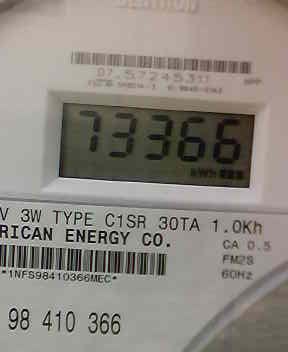 73366
kWh
V 3W TYPE C1SR 30TA 1.0Kh
RICAN ENERGY CO.
CA 0.5
FM2S
60Hz
*1NFS98410366MEC*
98 410 366